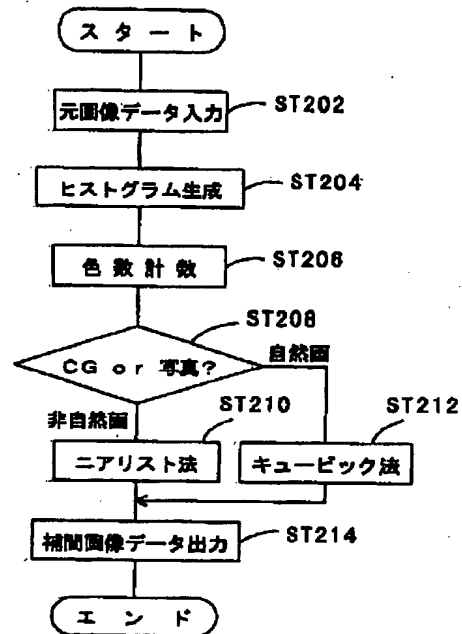 スタート
元画像データ入力 ST202
ヒストグラム生成 ST204
色数計数 ST206
ST208
CG or 写真?
自然画
非自然画
ST210
ST212
ニアリスト法
キュービック法
補間画像データ出力 ST214
エンド